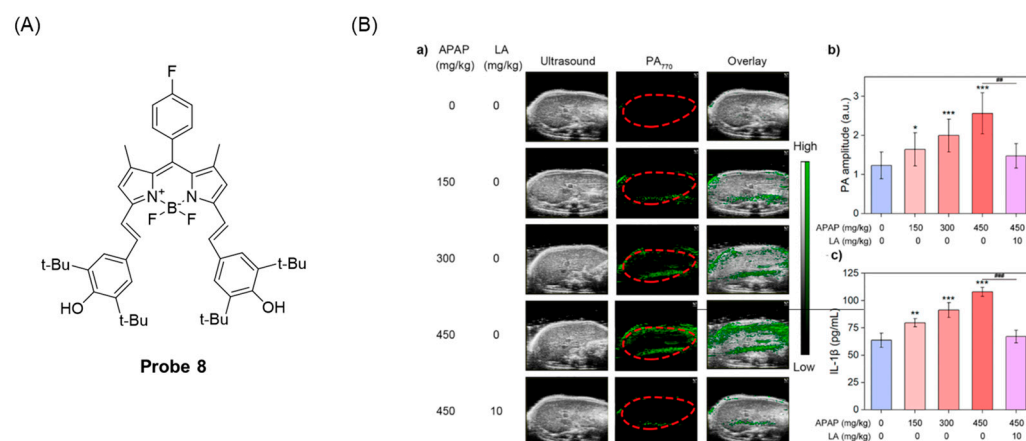 (A)
F
N+
B-
N
F
F
t-Bu
t-Bu
HO
OH
t-Bu
t-Bu
Probe 8
(B)
a)
APAP LA
(mg/kg) (mg/kg) Ultrasound PA770 Overlay
0 0
150 0
300 0
450 0
450 10
High
Low
b)
PA amplitude (a.u.)
3
2
1
0
* *** *** ##
APAP (mg/kg) 0 150 300 450 450
LA (mg/kg) 0 0 0 0 10
c)
IL-1β (pg/mL)
125
100
75
50
25
0
** *** *** ###
APAP (mg/kg) 0 150 300 450 450
LA (mg/kg) 0 0 0 0 10